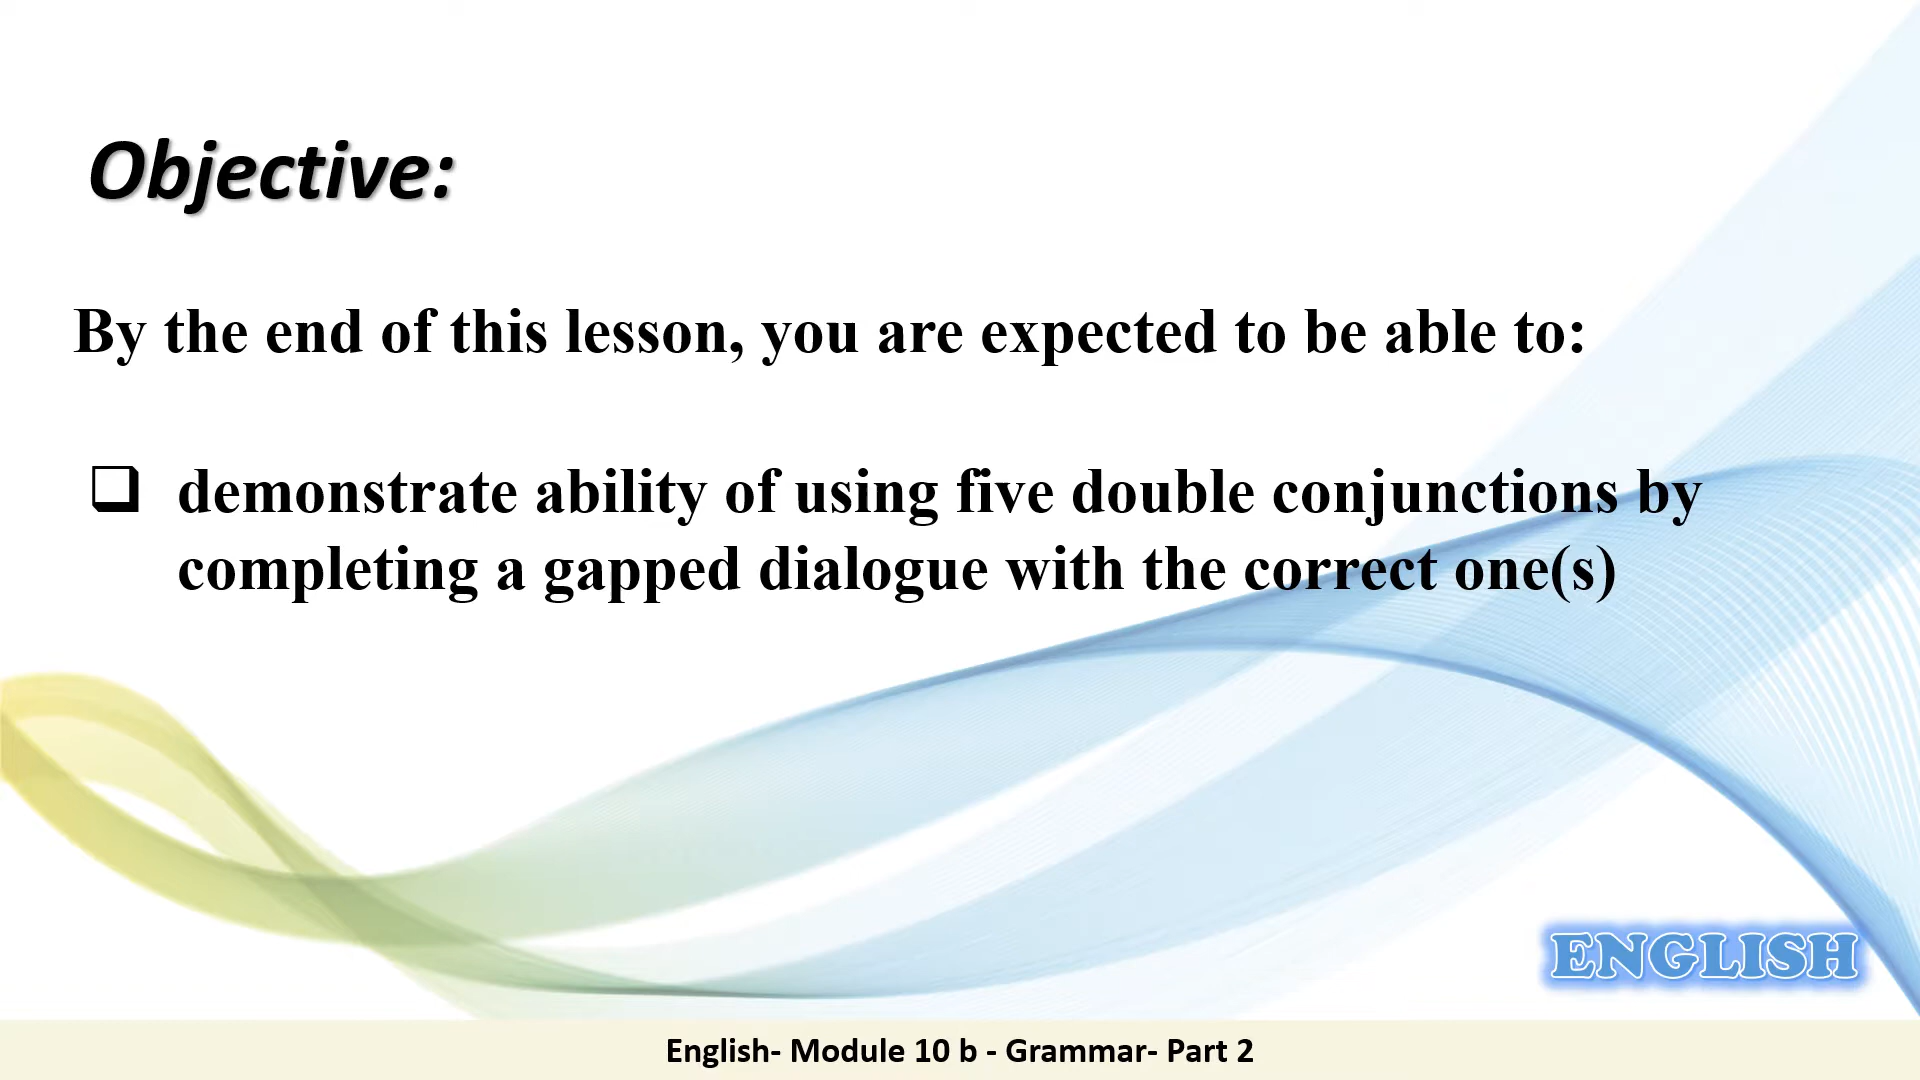 Objective:
By the end of this lesson, you are expected to be able to:
demonstrate ability of using five double conjunctions by
completing a gapped dialogue with the correct one(s)
ENGLISH
English- Module 10 b - Grammar- Part 2